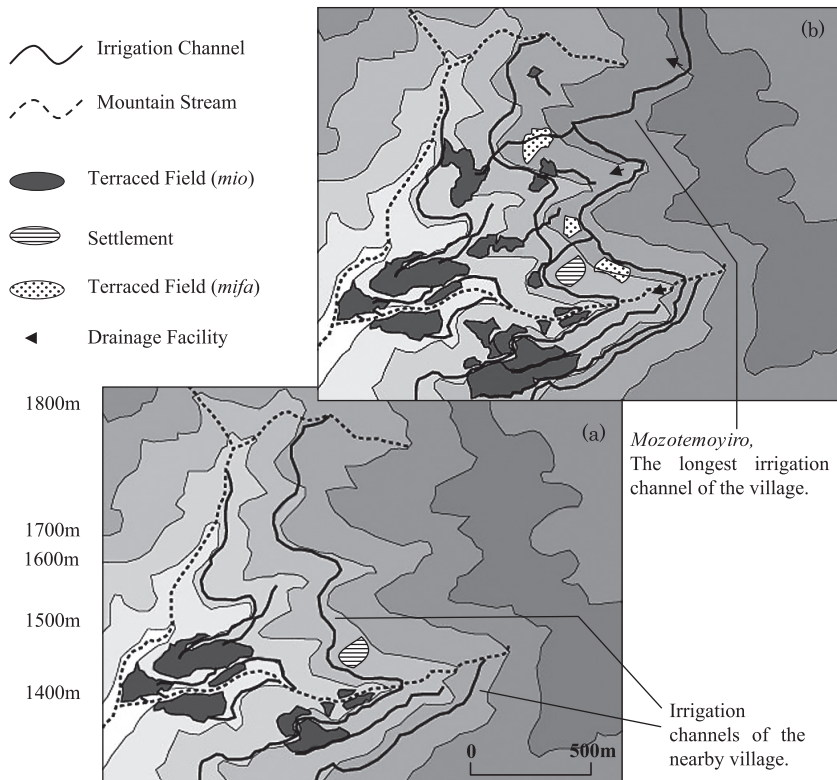 Irrigation Channel
Mountain Stream
Terraced Field (mio)
Settlement
Terraced Field (mifa)
Drainage Facility
(b)
Mozotemoyiro,
The longest irrigation
channel of the village.
(a)
1800m
1700m
1600m
1500m
1400m
Irrigation
channels of the
nearby village.
0 500m